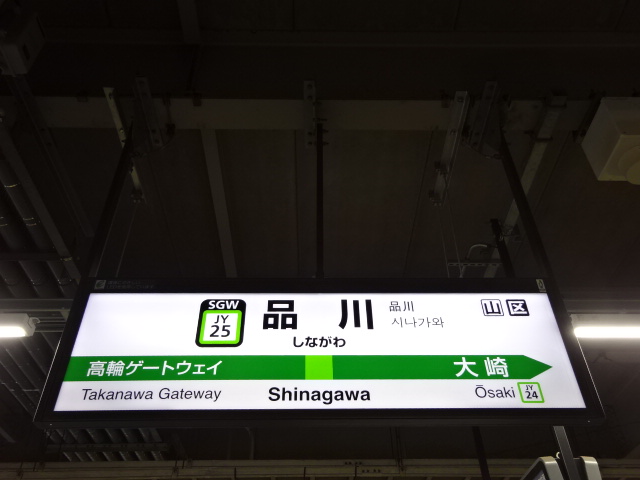 SGW
JY
25
品川
しながわ
品川
시나가와
山 区
高輪ゲートウェイ
大崎
Takanawa Gateway
Shinagawa
Ōsaki
JY
24